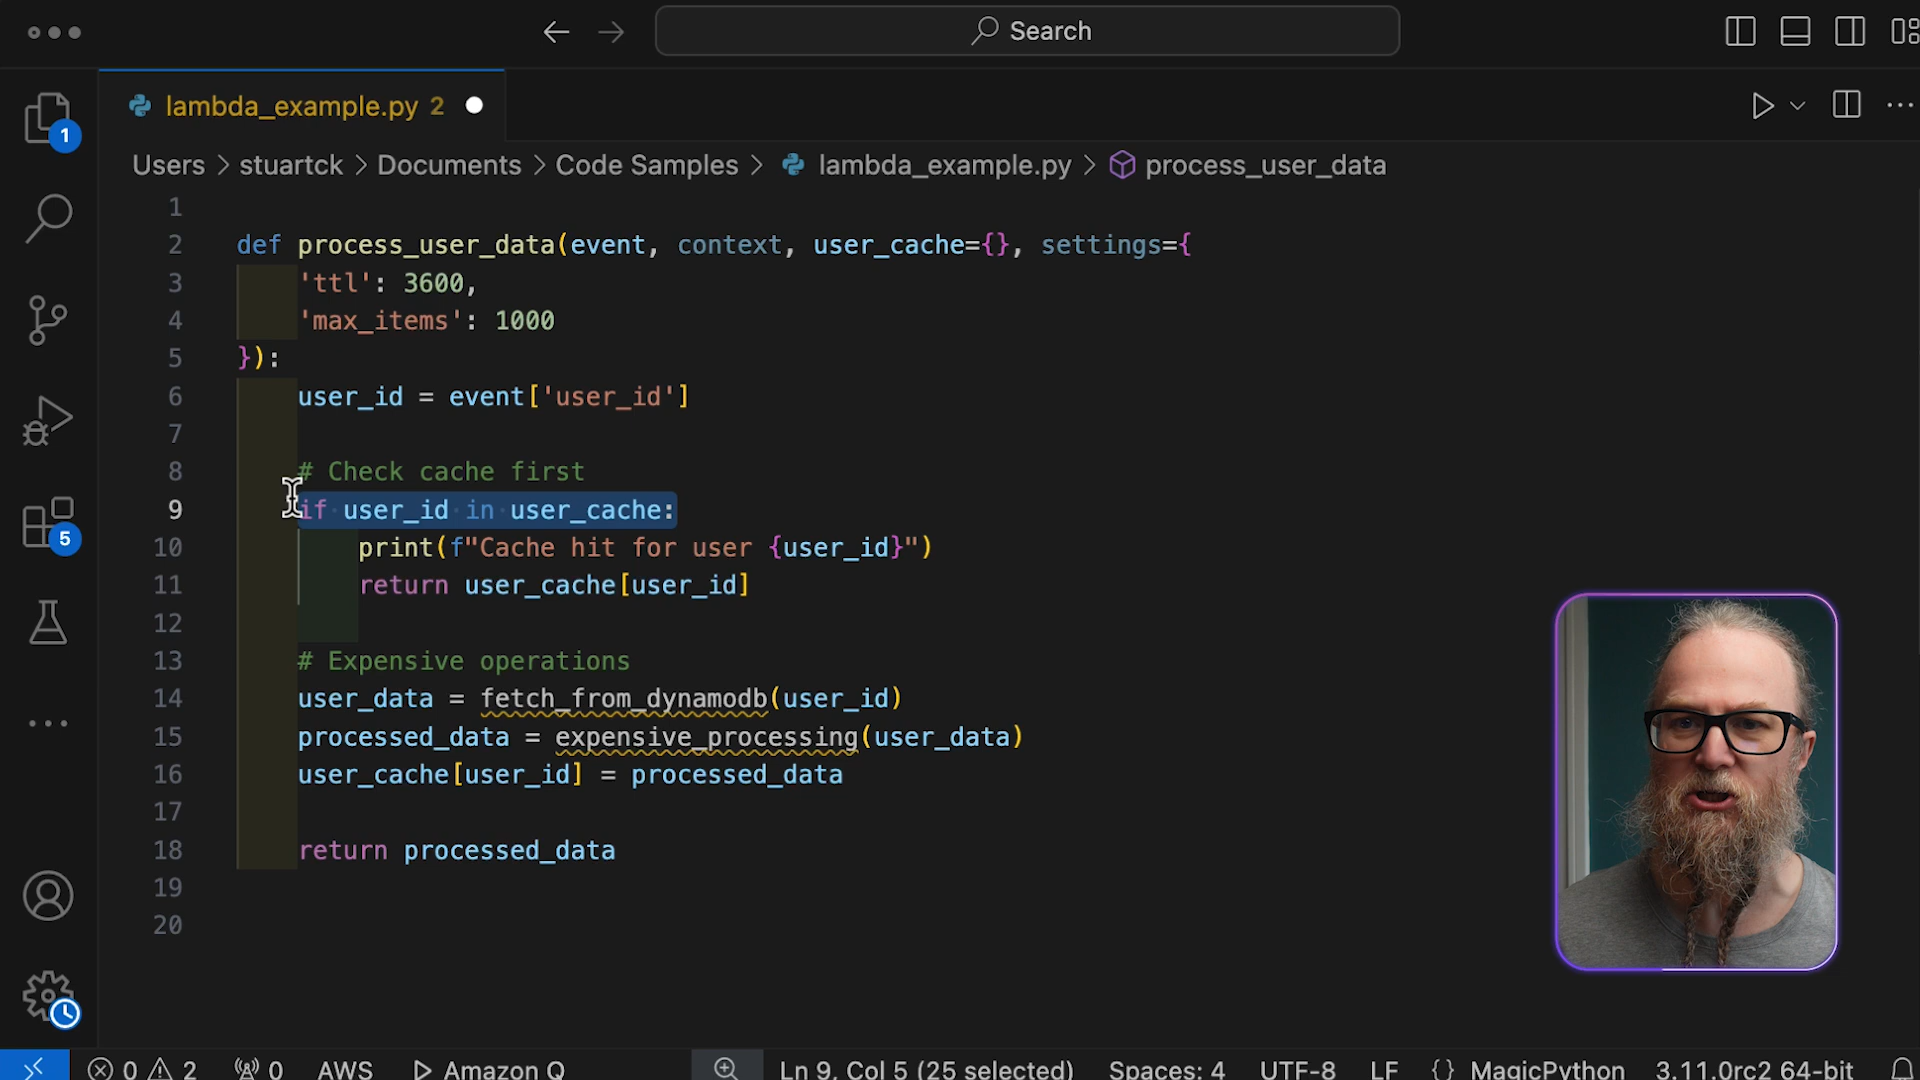 Search
lambda_example.py 2
1
Users > stuartck > Documents > Code Samples > lambda_example.py > process_user_data
1
2 def process_user_data(event, context, user_cache={}, settings={
3 'ttl': 3600,
4 'max_items': 1000
5 }):
6 user_id = event['user_id']
7
8 # Check cache first
9 if user_id in user_cache:
10 print(f"Cache hit for user {user_id}")
11 return user_cache[user_id]
12
13 # Expensive operations
14 user_data = fetch_from_dynamodb(user_id)
15 processed_data = expensive_processing(user_data)
16 user_cache[user_id] = processed_data
17
18 return processed_data
19
20
5
0 2 0 AWS Amazon Q Ln 9, Col 5 (25 selected) Spaces: 4 UTF-8 LF {} MagicPython 3.11.0rc2 64-bit